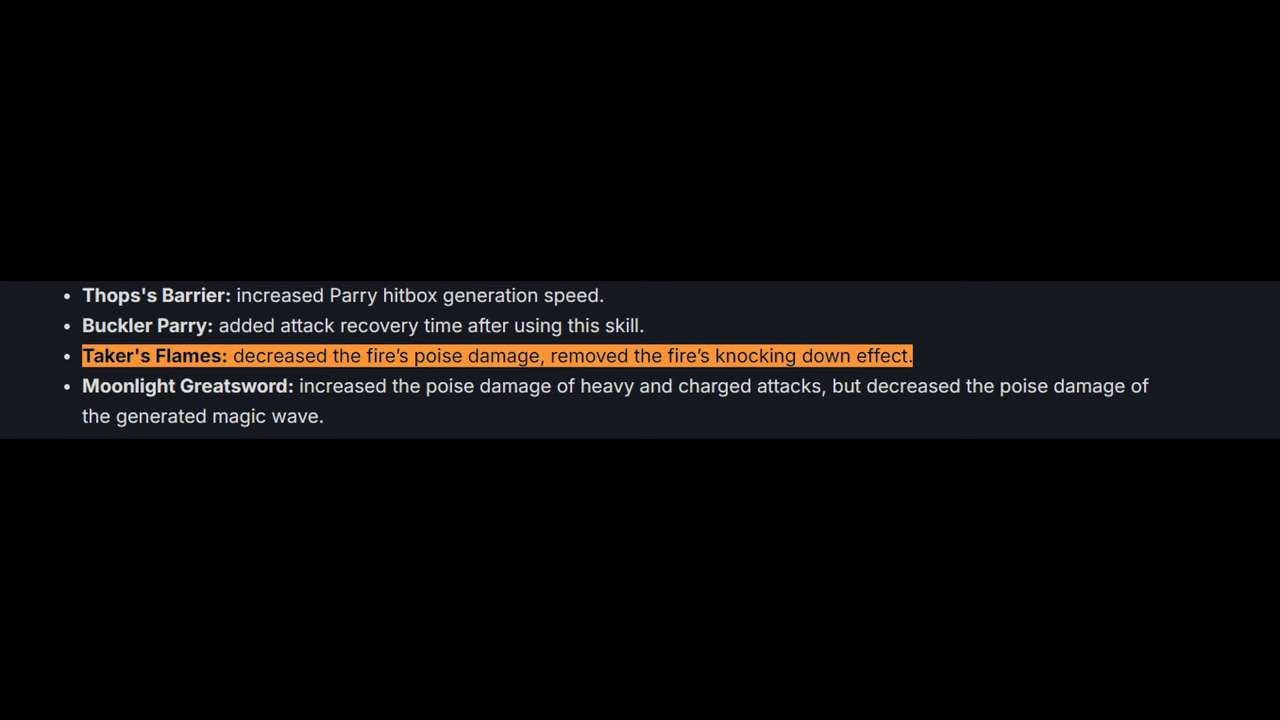 • Thops's Barrier: increased Parry hitbox generation speed.
• Buckler Parry: added attack recovery time after using this skill.
• Taker's Flames: decreased the fire’s poise damage, removed the fire’s knocking down effect.
• Moonlight Greatsword: increased the poise damage of heavy and charged attacks, but decreased the poise damage of
the generated magic wave.